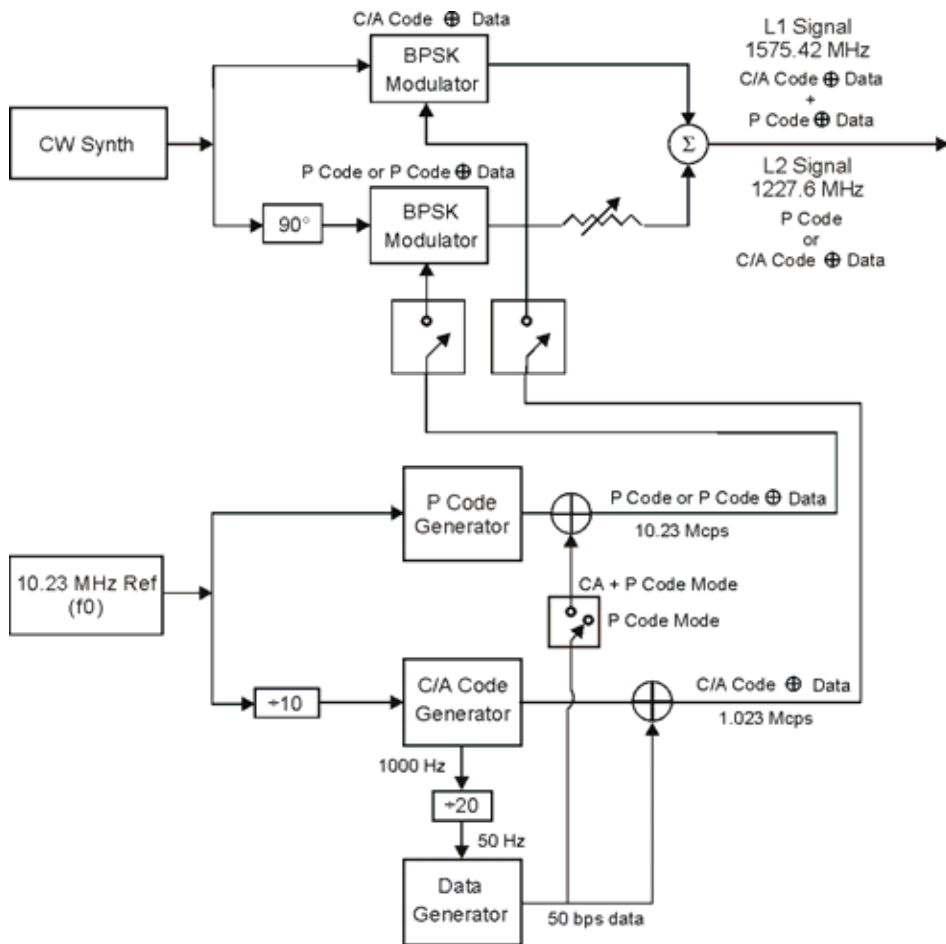 C/A Code ⊕ Data
BPSK
Modulator
CW Synth
P Code or P Code ⊕ Data
90°
BPSK
Modulator
Σ
L1 Signal
1575.42 MHz
C/A Code ⊕ Data
+
P Code ⊕ Data
L2 Signal
1227.6 MHz
P Code
or
C/A Code ⊕ Data
P Code
Generator
P Code or P Code ⊕ Data
10.23 Mcps
10.23 MHz Ref
(f0)
CA + P Code Mode
P Code Mode
÷10
C/A Code
Generator
C/A Code ⊕ Data
1.023 Mcps
1000 Hz
÷20
50 Hz
Data
Generator
50 bps data